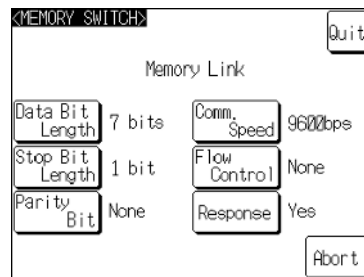 <MEMORY SWITCH>
Quit
Memory Link
Data Bit
Length
7 bits
Comm.
Speed
9600bps
Stop Bit
Length
1 bit
Flow
Control
None
Parity
Bit
None
Response
Yes
Abort